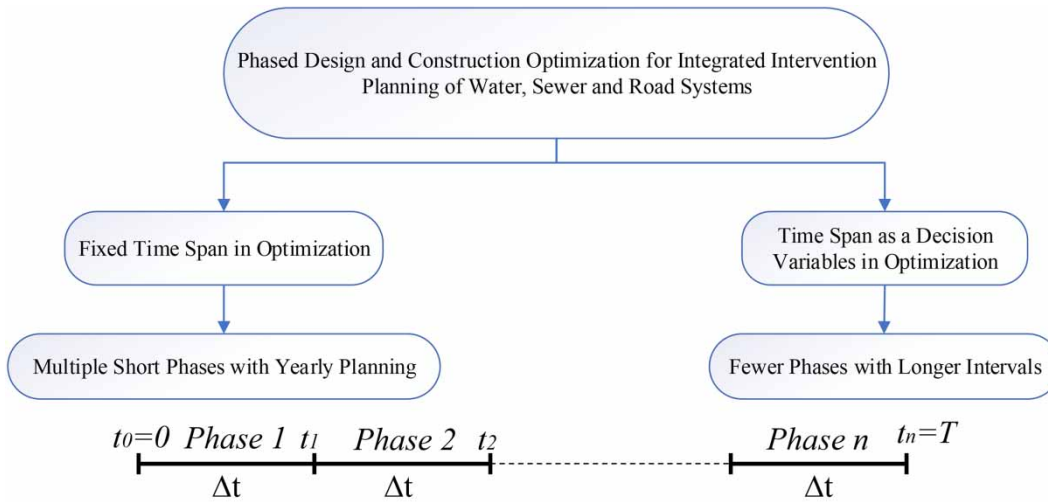 Phased Design and Construction Optimization for Integrated Intervention
Planning of Water, Sewer and Road Systems
Fixed Time Span in Optimization
Time Span as a Decision
Variables in Optimization
Multiple Short Phases with Yearly Planning
Fewer Phases with Longer Intervals
t0=0 Phase 1 t1 Phase 2 t2 Phase n tn=T
Δt Δt Δt